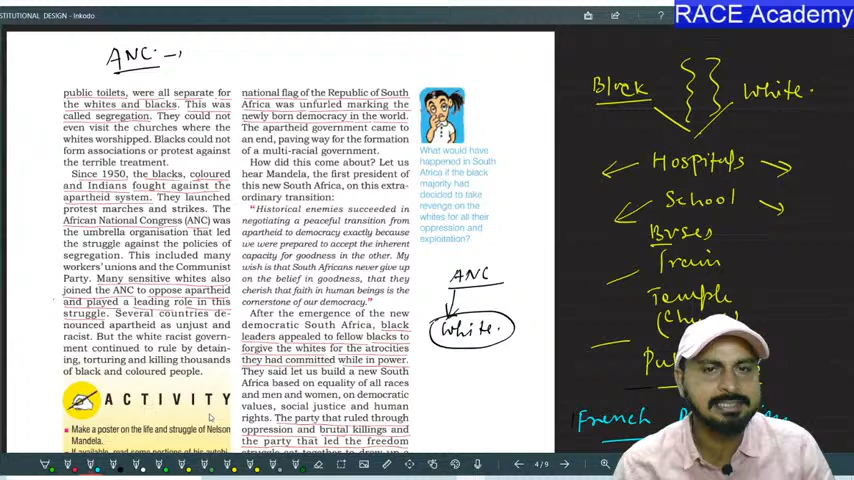 STITUTIONAL DESIGN - Inkodo
RACE Academy
ANC →
public toilets, were all separate for
the whites and blacks. This was
called segregation. They could not
even visit the churches where the
whites worshipped. Blacks could not
form associations or protest against
the terrible treatment.
Since 1950, the blacks, coloured
and Indians fought against the
apartheid system. They launched
protest marches and strikes. The
African National Congress (ANC) was
the umbrella organisation that led
the struggle against the policies of
segregation. This included many
workers' unions and the Communist
Party. Many sensitive whites also
joined the ANC to oppose apartheid
and played a leading role in this
struggle. Several countries de-
nounced apartheid as unjust and
racist. But the white racist govern-
ment continued to rule by detain-
ing, torturing and killing thousands
of black and coloured people.
ACTIVITY
Make a poster on the life and struggle of Nelson
Mandela.
If available, read some portions of his autobi
national flag of the Republic of South
Africa was unfurled marking the
newly born democracy in the world.
The apartheid government came to
an end, paving way for the formation
of a multi-racial government.
How did this come about? Let us
hear Mandela, the first president of
this new South Africa, on this extra-
ordinary transition:
"Historical enemies succeeded in
negotiating a peaceful transition from
apartheid to democracy exactly because
we were prepared to accept the inherent
capacity for goodness in the other. My
wish is that South Africans never give up
on the belief in goodness, that they
cherish that faith in human beings is the
cornerstone of our democracy."
After the emergence of the new
democratic South Africa, black
leaders appealed to fellow blacks to
forgive the whites for the atrocities
they had committed while in power.
They said let us build a new South
Africa based on equality of all races
and men and women, on democratic
values, social justice and human
rights. The party that ruled through
oppression and brutal killings and
the party that led the freedom
What would have
happened in South
Africa if the black
majority had
decided to take
revenge on the
whites for all their
oppression and
exploitation?
ANC
White.
Block
White.
Hospitals
School
Buses
Train
Temple
French
4/9